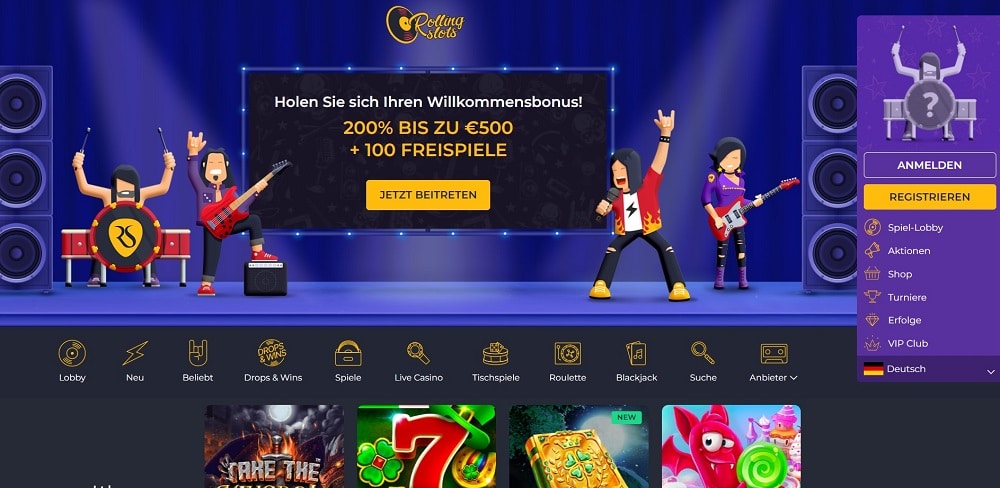 Rolling
slots
Holen Sie sich Ihren Willkommensbonus!
200% BIS ZU €500
+ 100 FREISPIELE
JETZT BEITRETEN
RS
?
ANMELDEN
REGISTRIEREN
Spiel-Lobby
Aktionen
Shop
Turniere
Erfolge
VIP Club
Deutsch
DROPS
& WINS
Lobby
Neu
Beliebt
Drops & Wins
Spiele
Live Casino
Tischspiele
Roulette
Blackjack
Suche
Anbieter
TAKE THE
7
NEW